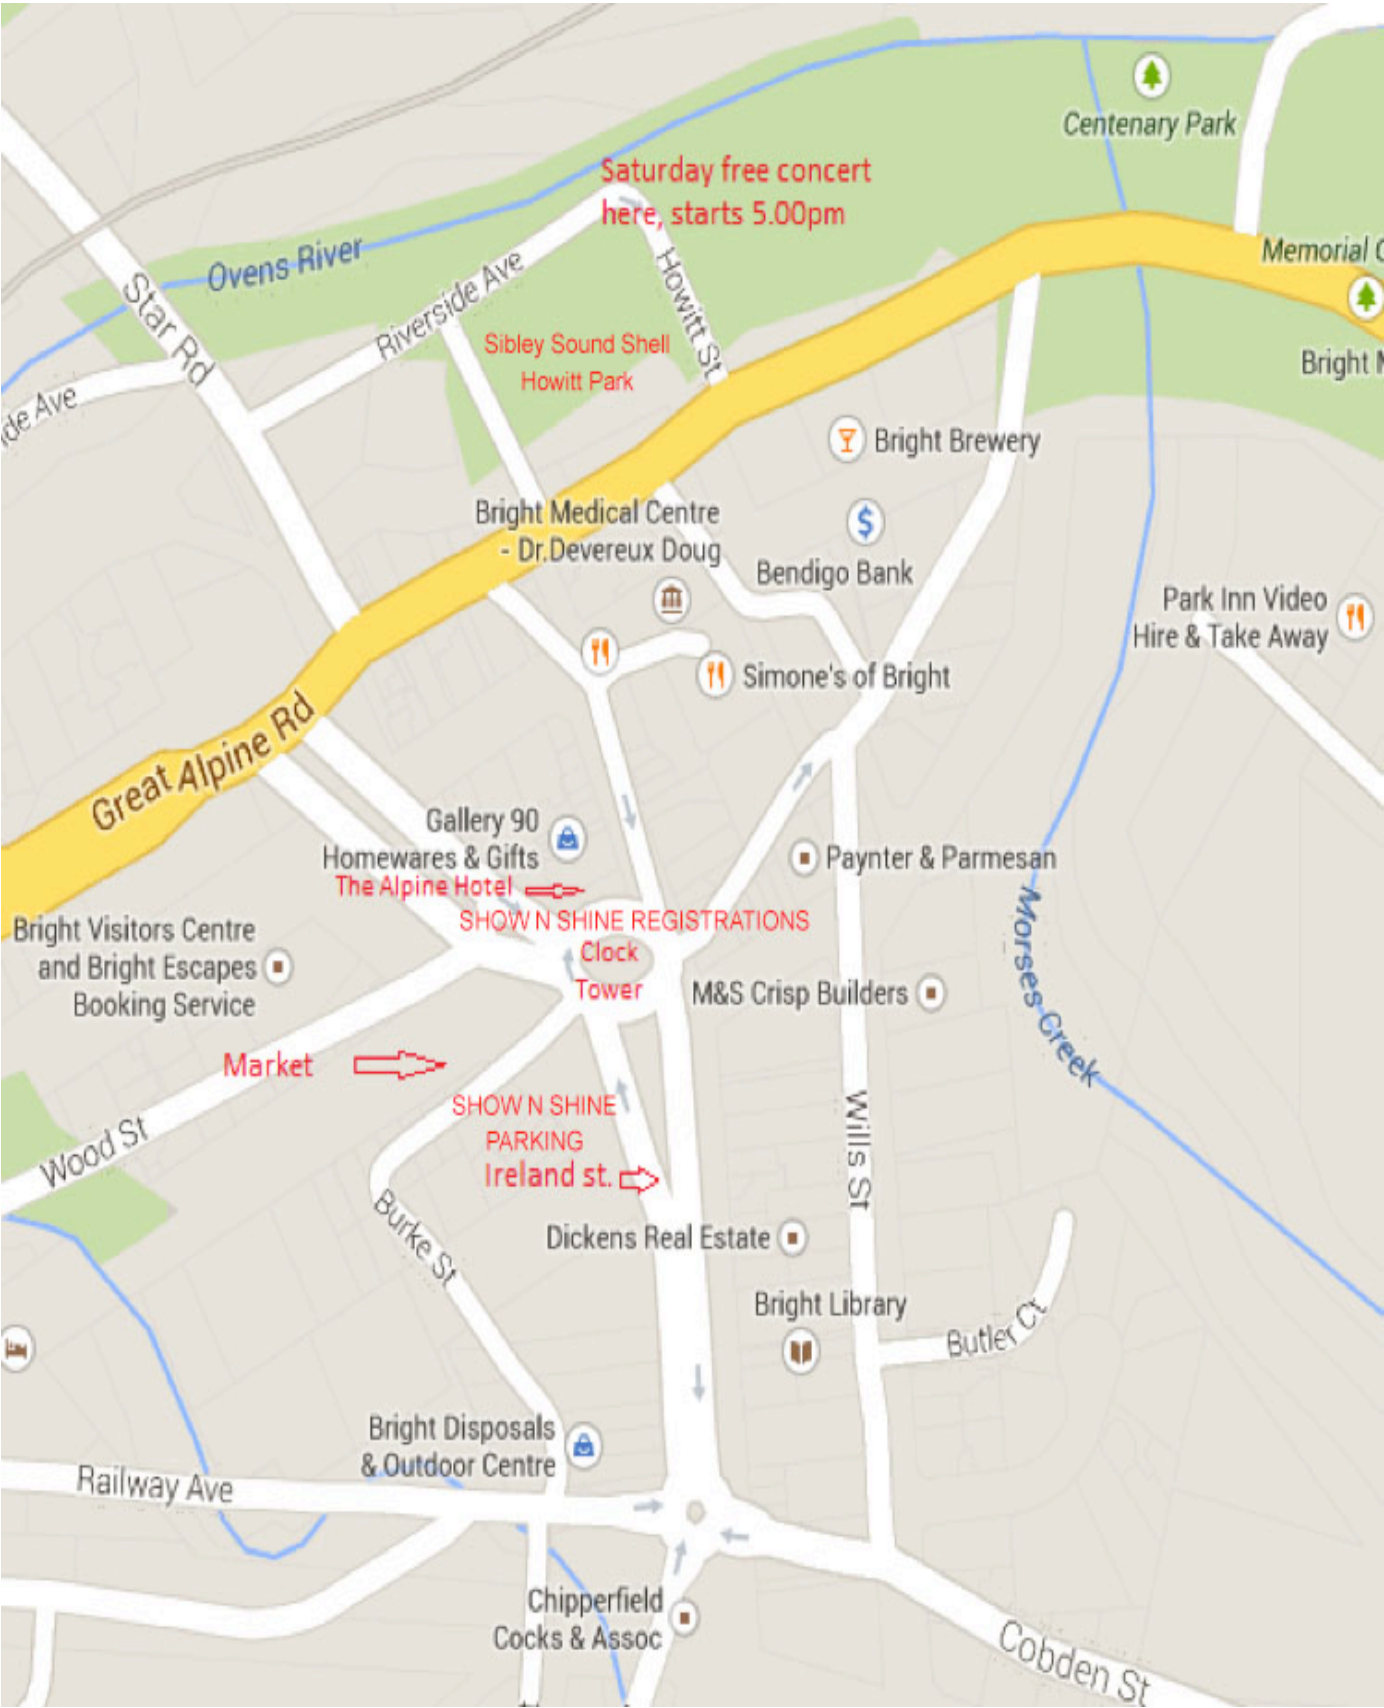 Centenary Park
Saturday free concert
here, starts 5.00pm
Ovens River
Memorial
Star Rd
Riverside Ave
Howitt St
Sibley Sound Shell
Howitt Park
Bright
Ave
Bright Brewery
Bright Medical Centre
- Dr.Devereux Doug
$
Bendigo Bank
Park Inn Video
Hire & Take Away
Simone's of Bright
Great Alpine Rd
Gallery 90
Homewares & Gifts
Paynter & Parmesan
The Alpine Hotel
SHOW N SHINE REGISTRATIONS
Clock
Tower
Bright Visitors Centre
and Bright Escapes
Booking Service
M&S Crisp Builders
Morses Creek
Market
SHOW N SHINE
PARKING
Ireland st.
Wood St
Wills St
Burke St
Dickens Real Estate
Bright Library
Butler Ct
Bright Disposals
& Outdoor Centre
Railway Ave
Chipperfield
Cocks & Assoc
Cobden St